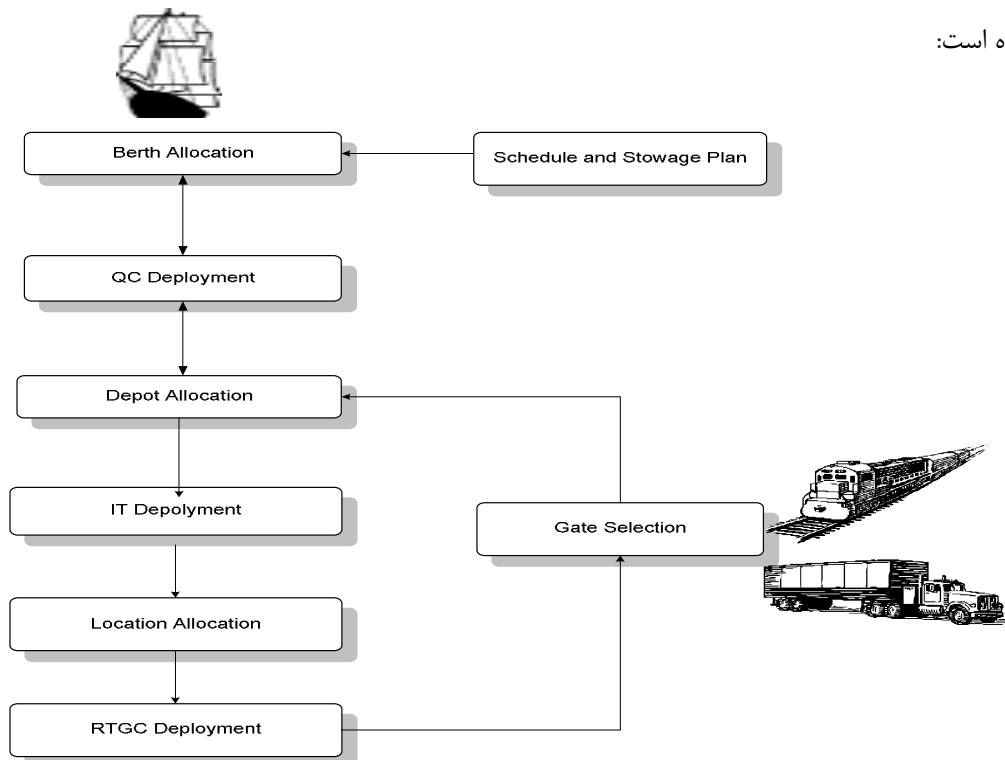 ه است:
Berth Allocation
Schedule and Stowage Plan
QC Deployment
Depot Allocation
IT Depolyment
Gate Selection
Location Allocation
RTGC Deployment